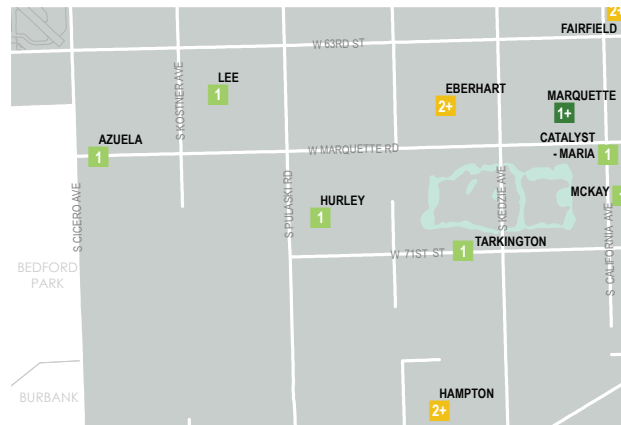 2+
FAIRFIELD
W 63RD ST
LEE
1
S KOSTNER AVE
EBERHART
2+
MARQUETTE
1+
AZUELA
1
W MARQUETTE RD
CATALYST
- MARIA
1
S CICERO AVE
S PULASKI RD
HURLEY
1
S KEDZIE AVE
MCKAY
S CALIFORNIA AVE
TARKINGTON
1
W 71ST ST
BEDFORD
PARK
BURBANK
HAMPTON
2+